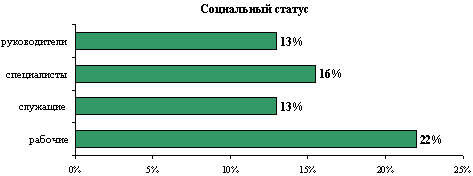 Социальный статус
руководители 13%
специалисты 16%
служащие 13%
рабочие 22%
0% 5% 10% 15% 20% 25%